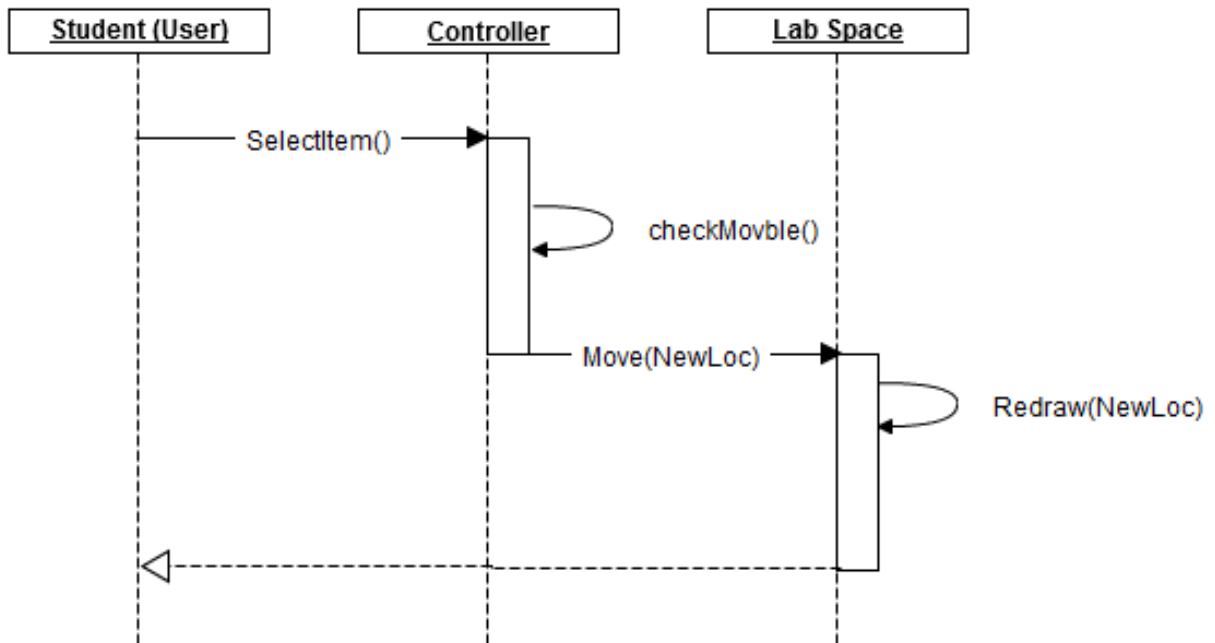 Student (User)
Controller
Lab Space
SelectItem()
checkMovble()
Move(NewLoc)
Redraw(NewLoc)